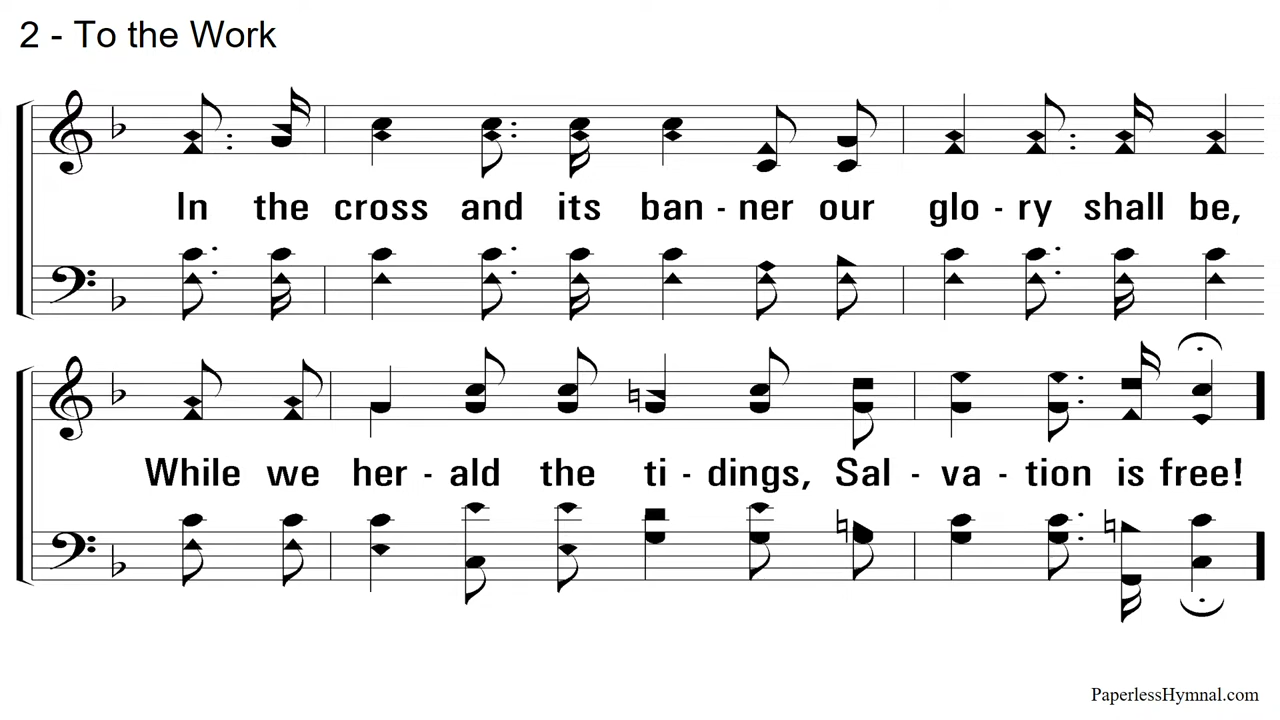 2 - To the Work
In the cross and its ban - ner our glo - ry shall be,
While we her - ald the ti - dings, Sal - va - tion is free!
PaperlessHymnal.com